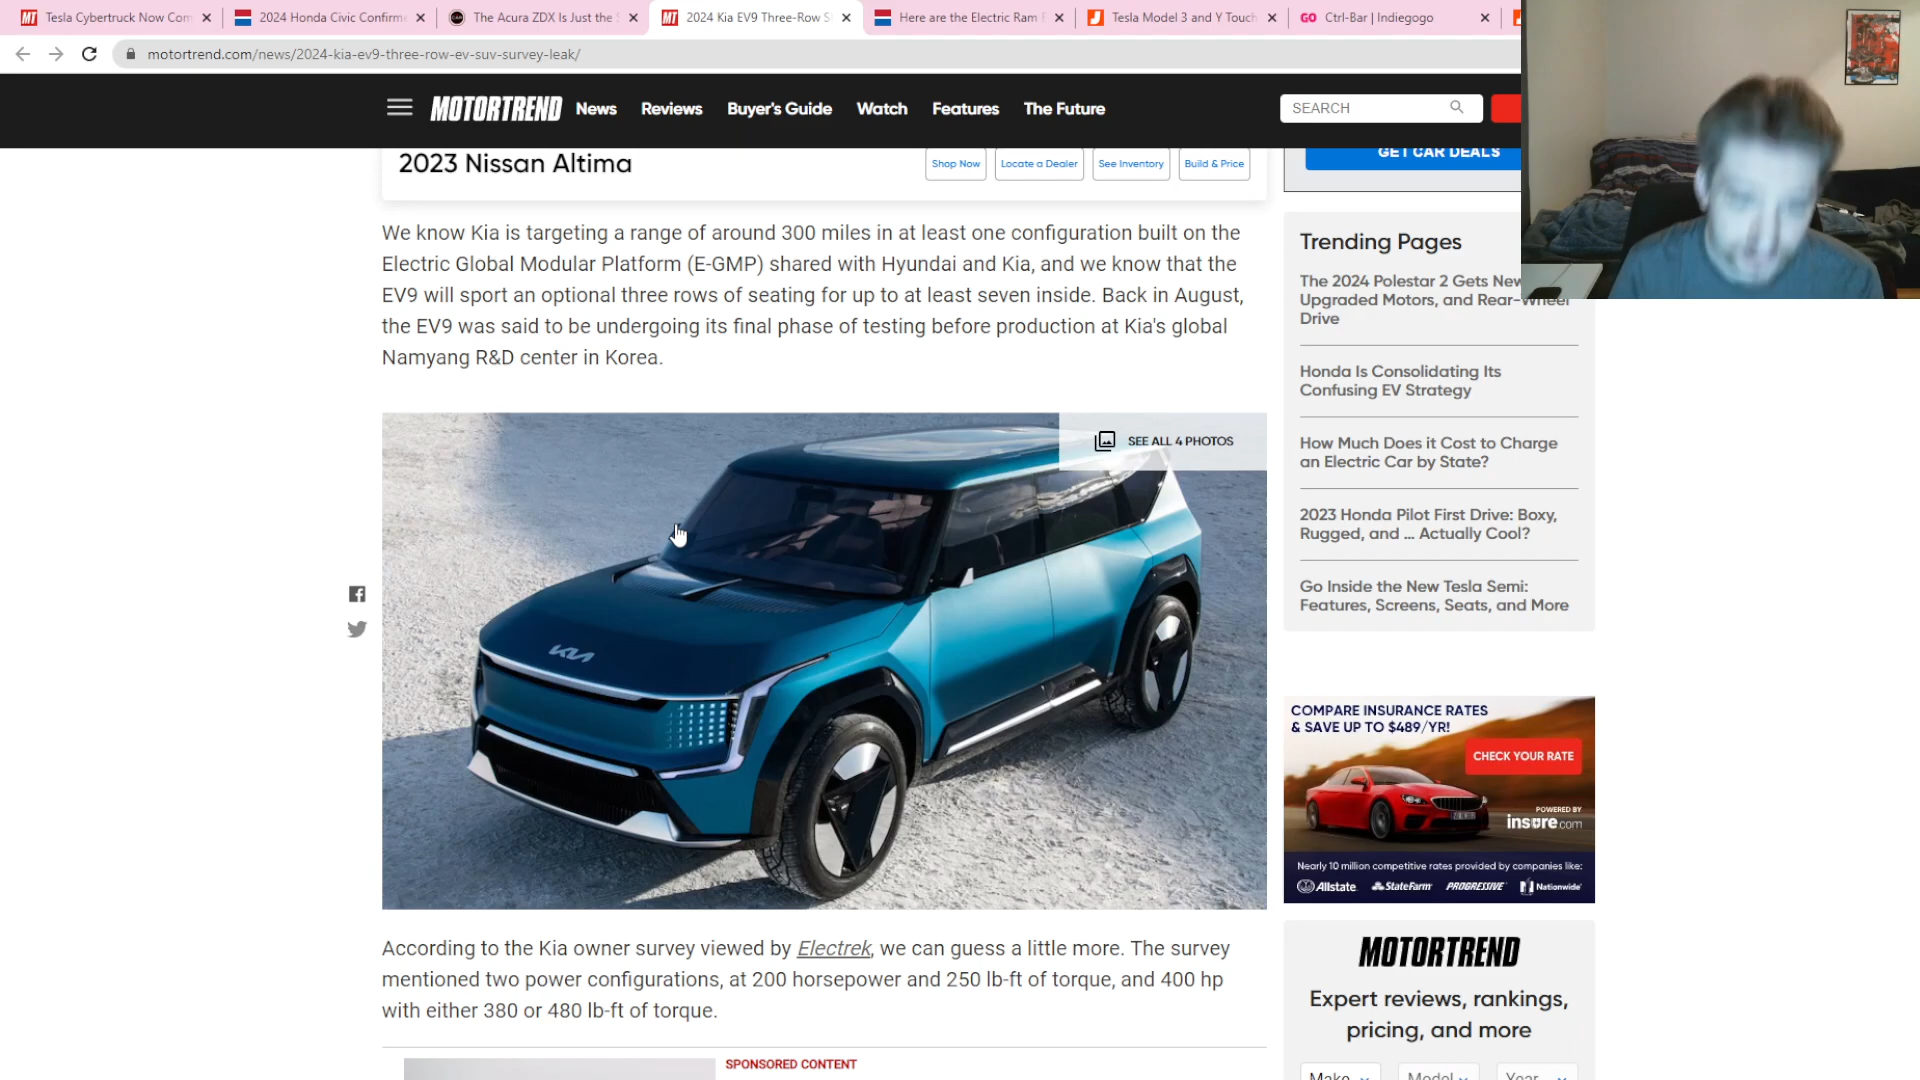 Tesla Cybertruck Now Com
2024 Honda Civic Confirm
The Acura ZDX Is Just the
2024 Kia EV9 Three-Row S
Here are the Electric Ram
Tesla Model 3 and Y Touch
GO Ctrl-Bar | Indiegogo
motortrend.com/news/2024-kia-ev9-three-row-ev-suv-survey-leak/
MOTORTREND News Reviews Buyer's Guide Watch Features The Future
SEARCH
2023 Nissan Altima
Shop Now
Locate a Dealer
See Inventory
Build & Price
GET CAR DEALS
We know Kia is targeting a range of around 300 miles in at least one configuration built on the
Electric Global Modular Platform (E-GMP) shared with Hyundai and Kia, and we know that the
EV9 will sport an optional three rows of seating for up to at least seven inside. Back in August,
the EV9 was said to be undergoing its final phase of testing before production at Kia's global
Namyang R&D center in Korea.
SEE ALL 4 PHOTOS
KIA
According to the Kia owner survey viewed by Electrek, we can guess a little more. The survey
mentioned two power configurations, at 200 horsepower and 250 lb-ft of torque, and 400 hp
with either 380 or 480 lb-ft of torque.
SPONSORED CONTENT
Trending Pages
The 2024 Polestar 2 Gets New
Upgraded Motors, and Rear-Wheel
Drive
Honda Is Consolidating Its
Confusing EV Strategy
How Much Does it Cost to Charge
an Electric Car by State?
2023 Honda Pilot First Drive: Boxy,
Rugged, and ... Actually Cool?
Go Inside the New Tesla Semi:
Features, Screens, Seats, and More
COMPARE INSURANCE RATES
& SAVE UP TO $489/YR!
CHECK YOUR RATE
POWERED BY
insure.com
Nearly 10 million competitive rates provided by companies like:
Allstate StateFarm PROGRESSIVE Nationwide
MOTORTREND
Expert reviews, rankings,
pricing, and more
Make
Model
Year